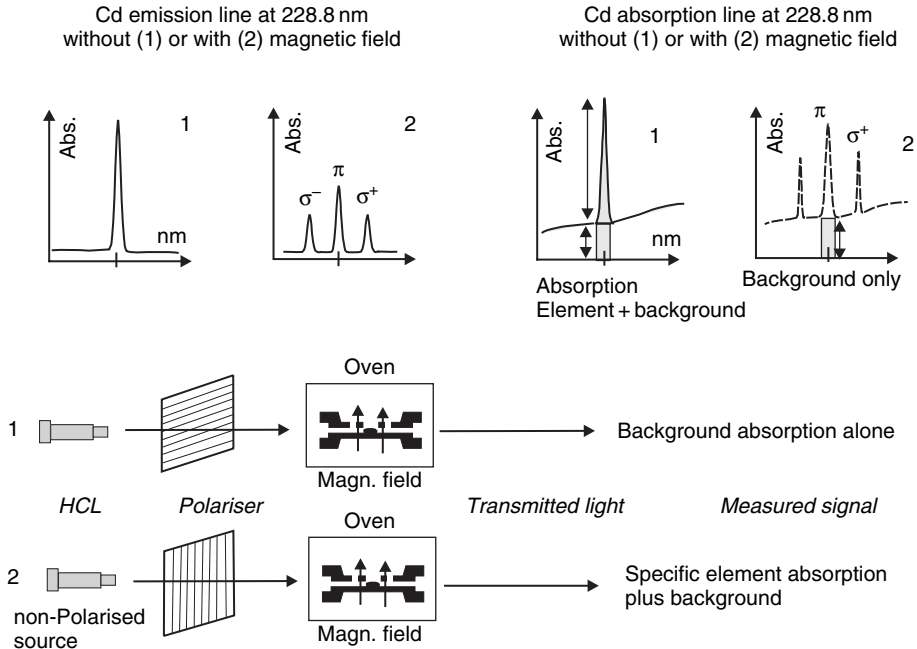 Cd emission line at 228.8 nm
without (1) or with (2) magnetic field
Cd absorption line at 228.8 nm
without (1) or with (2) magnetic field
Abs.
1
nm
Abs.
2
σ⁻
π
σ⁺
Abs.
1
nm
Absorption
Element + background
Abs.
π
σ⁺
2
Background only
Oven
1
Background absorption alone
Magn. field
HCL
Polariser
Transmitted light
Measured signal
Oven
2
Specific element absorption
plus background
non-Polarised
source
Magn. field